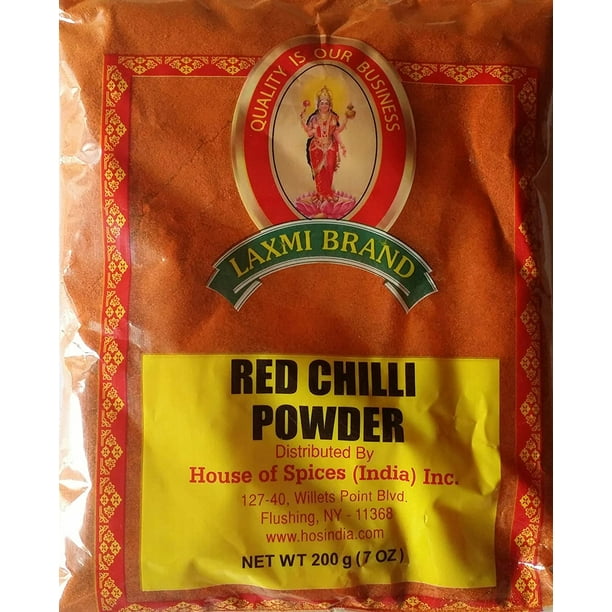 QUALITY IS OUR BUSINESS
LAXMI BRAND
RED CHILLI
POWDER
Distributed By
House of Spices (India) Inc.
127-40, Willets Point Blvd.
Flushing, NY - 11368
www.hosindia.com
NET WT 200 g (7 OZ)